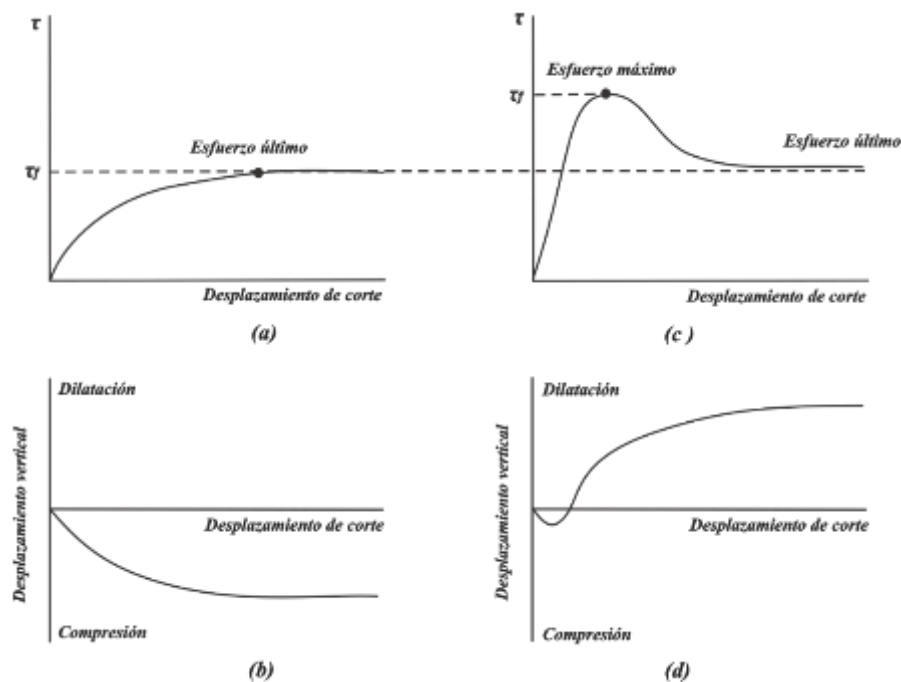 τ
Esfuerzo último
τf
Desplazamiento de corte
(a)
τ
Esfuerzo máximo
τf
Esfuerzo último
Desplazamiento de corte
(c )
Dilatación
Desplazamiento vertical
Desplazamiento de corte
Compresión
(b)
Dilatación
Desplazamiento vertical
Desplazamiento de corte
Compresión
(d)